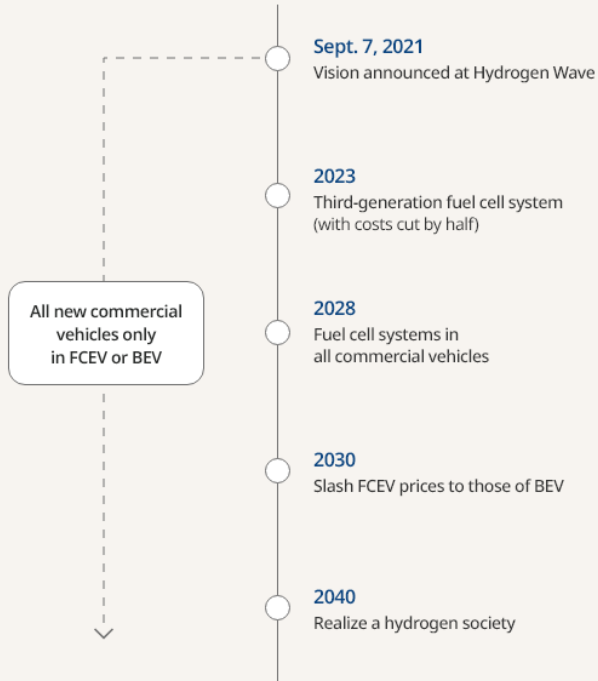 Sept. 7, 2021
Vision announced at Hydrogen Wave
2023
Third-generation fuel cell system
(with costs cut by half)
All new commercial
vehicles only
in FCEV or BEV
2028
Fuel cell systems in
all commercial vehicles
2030
Slash FCEV prices to those of BEV
2040
Realize a hydrogen society